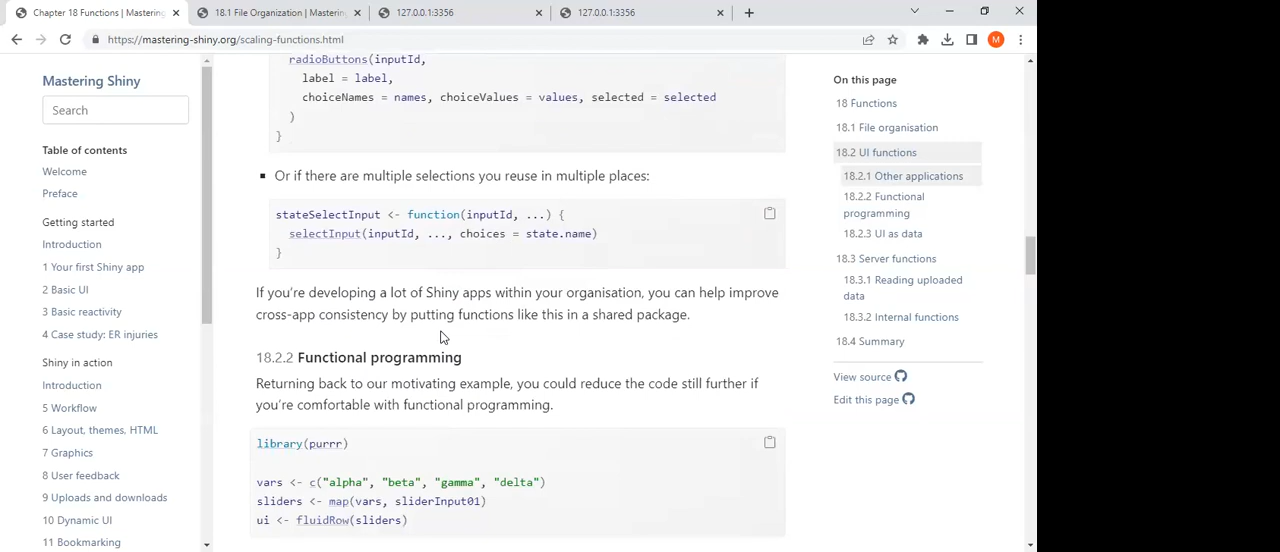 Chapter 18 Functions | Mastering
18.1 File Organization | Mastering
127.0.0.1:3356
127.0.0.1:3356
https://mastering-shiny.org/scaling-functions.html
M
Mastering Shiny
Search
Table of contents
Welcome
Preface
Getting started
Introduction
1 Your first Shiny app
2 Basic UI
3 Basic reactivity
4 Case study: ER injuries
Shiny in action
Introduction
5 Workflow
6 Layout, themes, HTML
7 Graphics
8 User feedback
9 Uploads and downloads
10 Dynamic UI
11 Bookmarking
radioButtons(inputId,
label = label,
choiceNames = names, choiceValues = values, selected = selected
)
}
Or if there are multiple selections you reuse in multiple places:
stateSelectInput <- function(inputId, ...) {
selectInput(inputId, ..., choices = state.name)
}
If you're developing a lot of Shiny apps within your organisation, you can help improve
cross-app consistency by putting functions like this in a shared package.
18.2.2 Functional programming
Returning back to our motivating example, you could reduce the code still further if
you're comfortable with functional programming.
library(purrr)
vars <- c("alpha", "beta", "gamma", "delta")
sliders <- map(vars, sliderInput01)
ui <- fluidRow(sliders)
On this page
18 Functions
18.1 File organisation
18.2 UI functions
18.2.1 Other applications
18.2.2 Functional
programming
18.2.3 UI as data
18.3 Server functions
18.3.1 Reading uploaded
data
18.3.2 Internal functions
18.4 Summary
View source
Edit this page